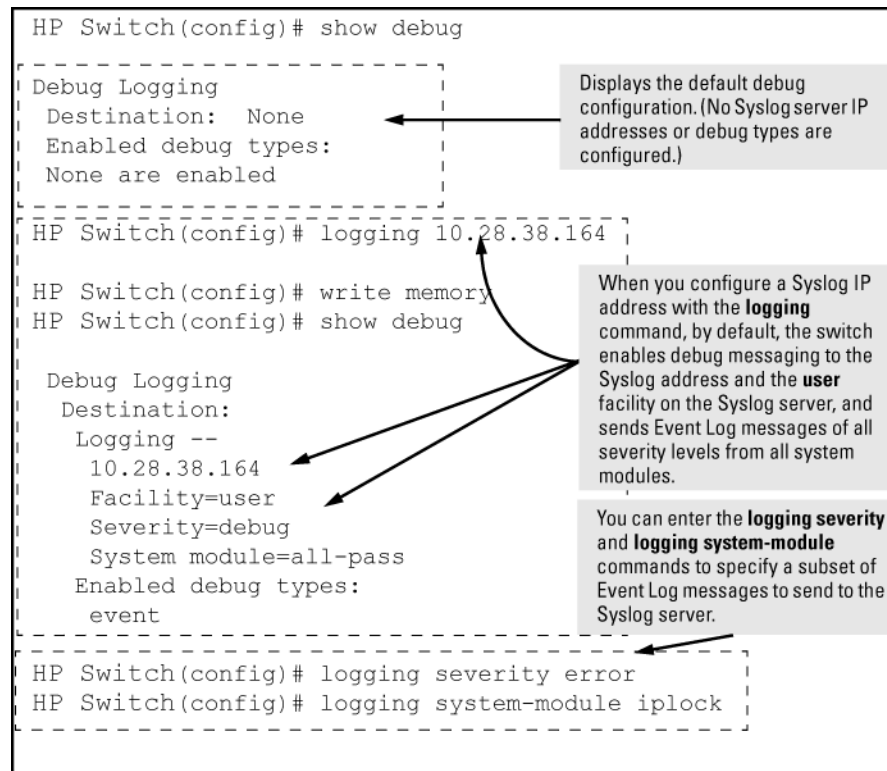 HP Switch(config)# show debug
Debug Logging
Destination: None
Enabled debug types:
None are enabled
Displays the default debug
configuration. (No Syslog server IP
addresses or debug types are
configured.)
HP Switch(config)# logging 10.28.38.164
HP Switch(config)# write memory
HP Switch(config)# show debug
Debug Logging
Destination:
Logging --
10.28.38.164
Facility=user
Severity=debug
System module=all-pass
Enabled debug types:
event
When you configure a Syslog IP
address with the logging
command, by default, the switch
enables debug messaging to the
Syslog address and the user
facility on the Syslog server, and
sends Event Log messages of all
severity levels from all system
modules.
You can enter the logging severity
and logging system-module
commands to specify a subset of
Event Log messages to send to the
Syslog server.
HP Switch(config)# logging severity error
HP Switch(config)# logging system-module iplock